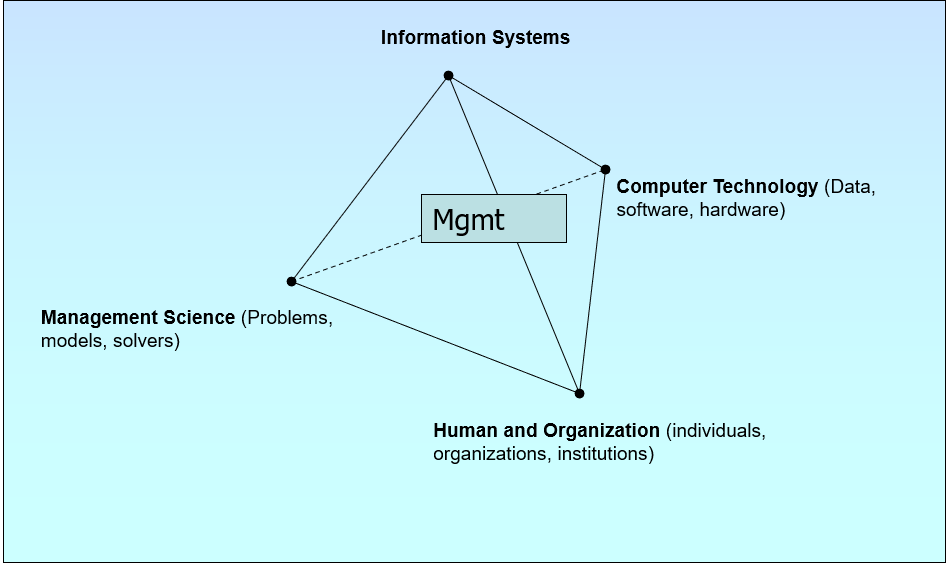 Information Systems
Computer Technology (Data,
software, hardware)
Mgmt
Management Science (Problems,
models, solvers)
Human and Organization (individuals,
organizations, institutions)